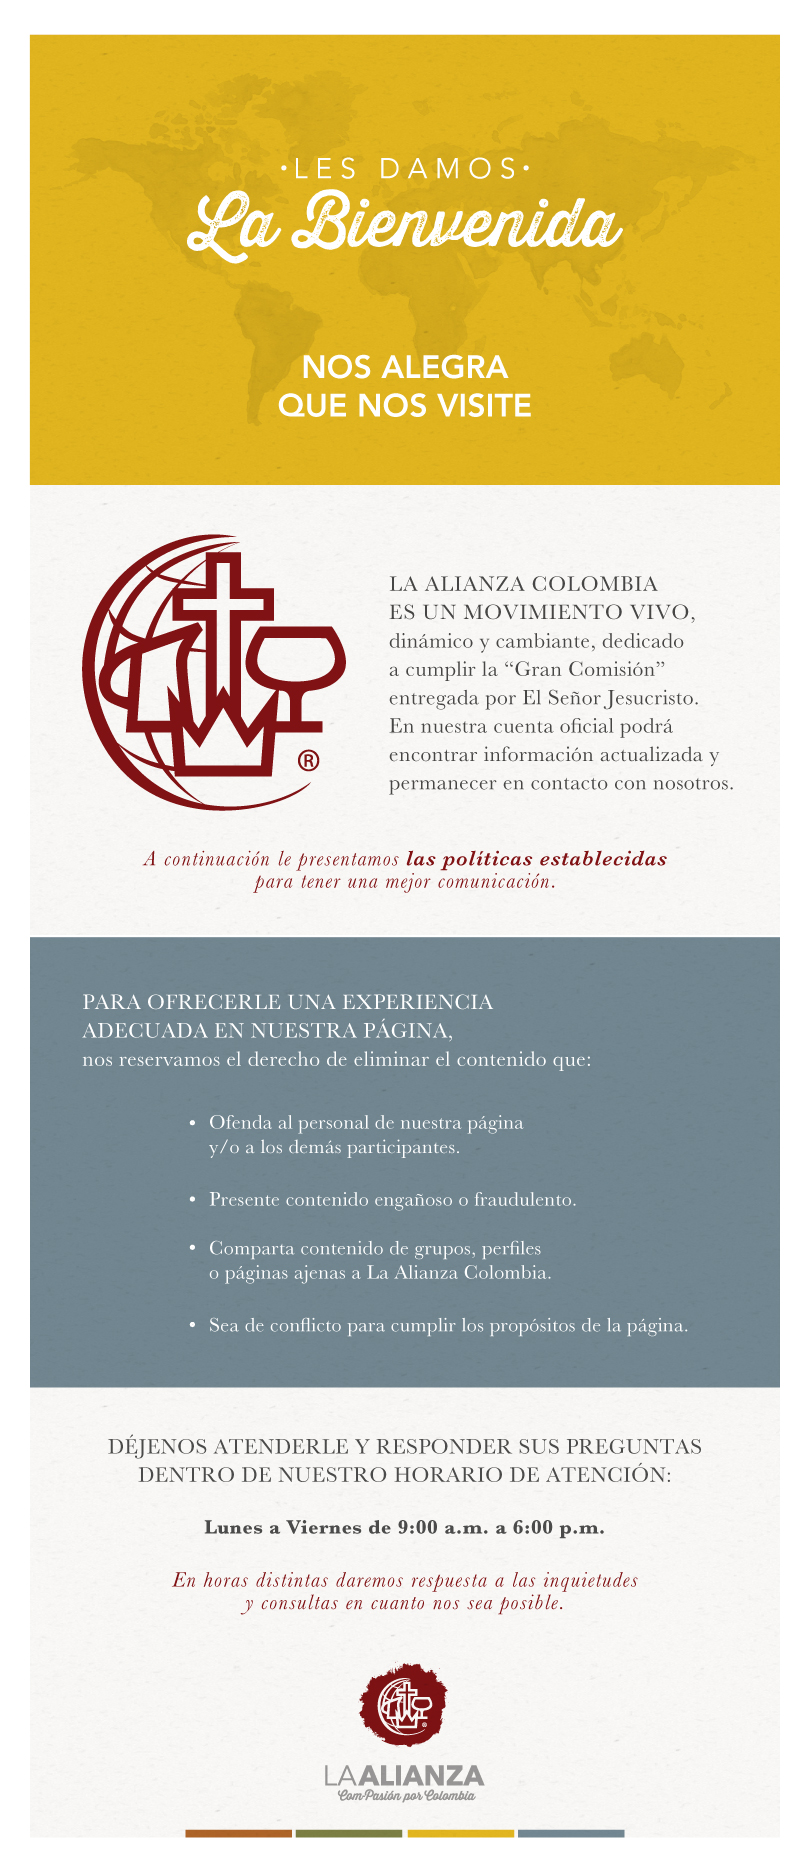 ·LES DAMOS·
La Bienvenida
NOS ALEGRA
QUE NOS VISITE
LA ALIANZA COLOMBIA
ES UN MOVIMIENTO VIVO,
dinámico y cambiante, dedicado
a cumplir la “Gran Comisión”
entregada por El Señor Jesucristo.
En nuestra cuenta oficial podrá
encontrar información actualizada y
permanecer en contacto con nosotros.
®
A continuación le presentamos las políticas establecidas
para tener una mejor comunicación.
PARA OFRECERLE UNA EXPERIENCIA
ADECUADA EN NUESTRA PÁGINA,
nos reservamos el derecho de eliminar el contenido que:
• Ofenda al personal de nuestra página
y/o a los demás participantes.
• Presente contenido engañoso o fraudulento.
• Comparta contenido de grupos, perfiles
o páginas ajenas a La Alianza Colombia.
• Sea de conflicto para cumplir los propósitos de la página.
DÉJENOS ATENDERLE Y RESPONDER SUS PREGUNTAS
DENTRO DE NUESTRO HORARIO DE ATENCIÓN:
Lunes a Viernes de 9:00 a.m. a 6:00 p.m.
En horas distintas daremos respuesta a las inquietudes
y consultas en cuanto nos sea posible.
®
LA ALIANZA
Com-Pasión por Colombia